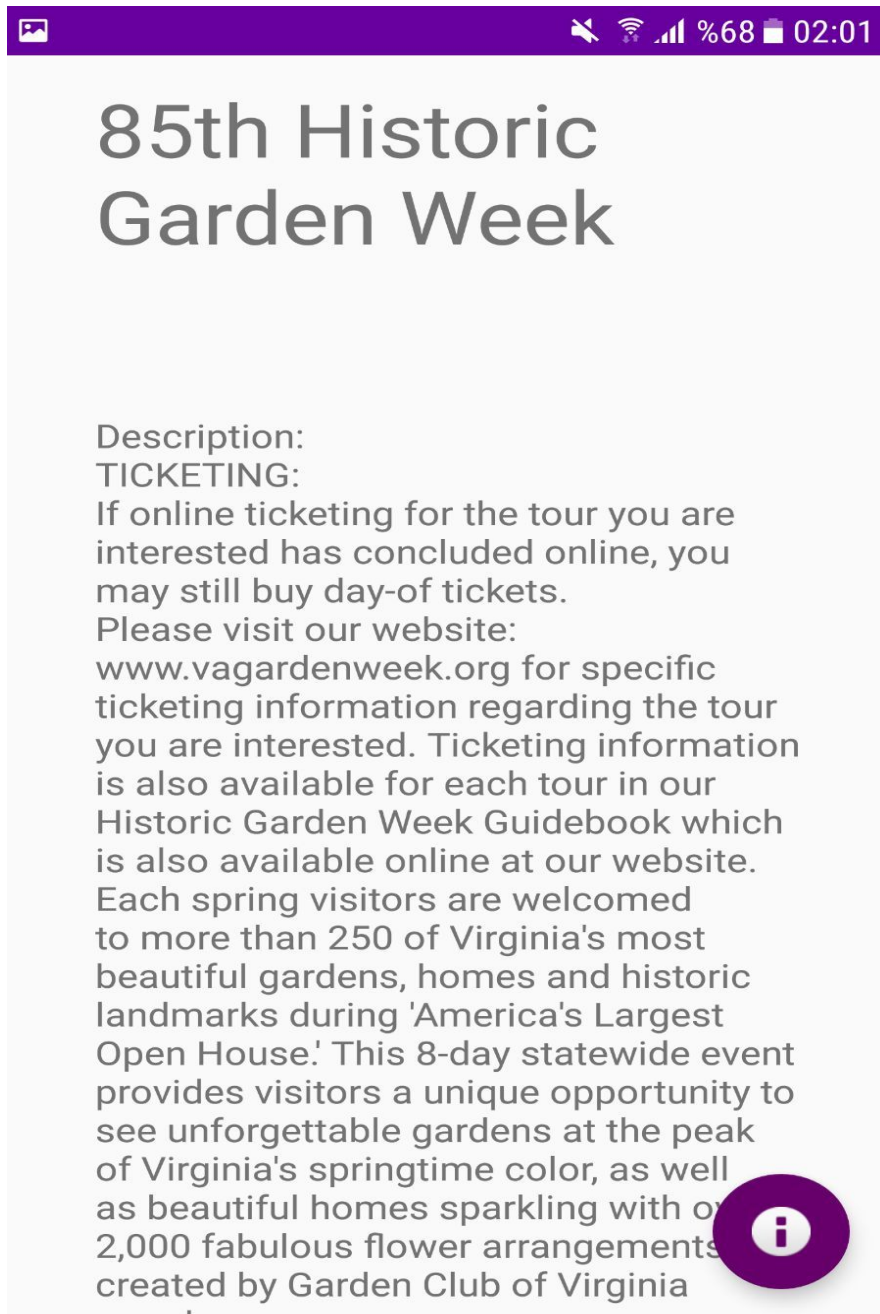 %68 02:01
85th Historic
Garden Week
Description:
TICKETING:
If online ticketing for the tour you are
interested has concluded online, you
may still buy day-of tickets.
Please visit our website:
www.vagardenweek.org for specific
ticketing information regarding the tour
you are interested. Ticketing information
is also available for each tour in our
Historic Garden Week Guidebook which
is also available online at our website.
Each spring visitors are welcomed
to more than 250 of Virginia's most
beautiful gardens, homes and historic
landmarks during 'America's Largest
Open House.' This 8-day statewide event
provides visitors a unique opportunity to
see unforgettable gardens at the peak
of Virginia's springtime color, as well
as beautiful homes sparkling with
2,000 fabulous flower arrangements
created by Garden Club of Virginia